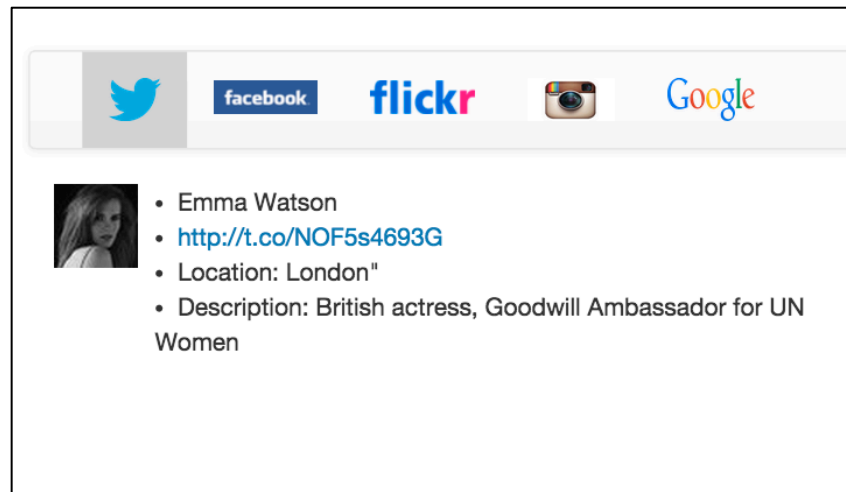 facebook
flickr
Google
• Emma Watson
• http://t.co/NOF5s4693G
• Location: London"
• Description: British actress, Goodwill Ambassador for UN
Women